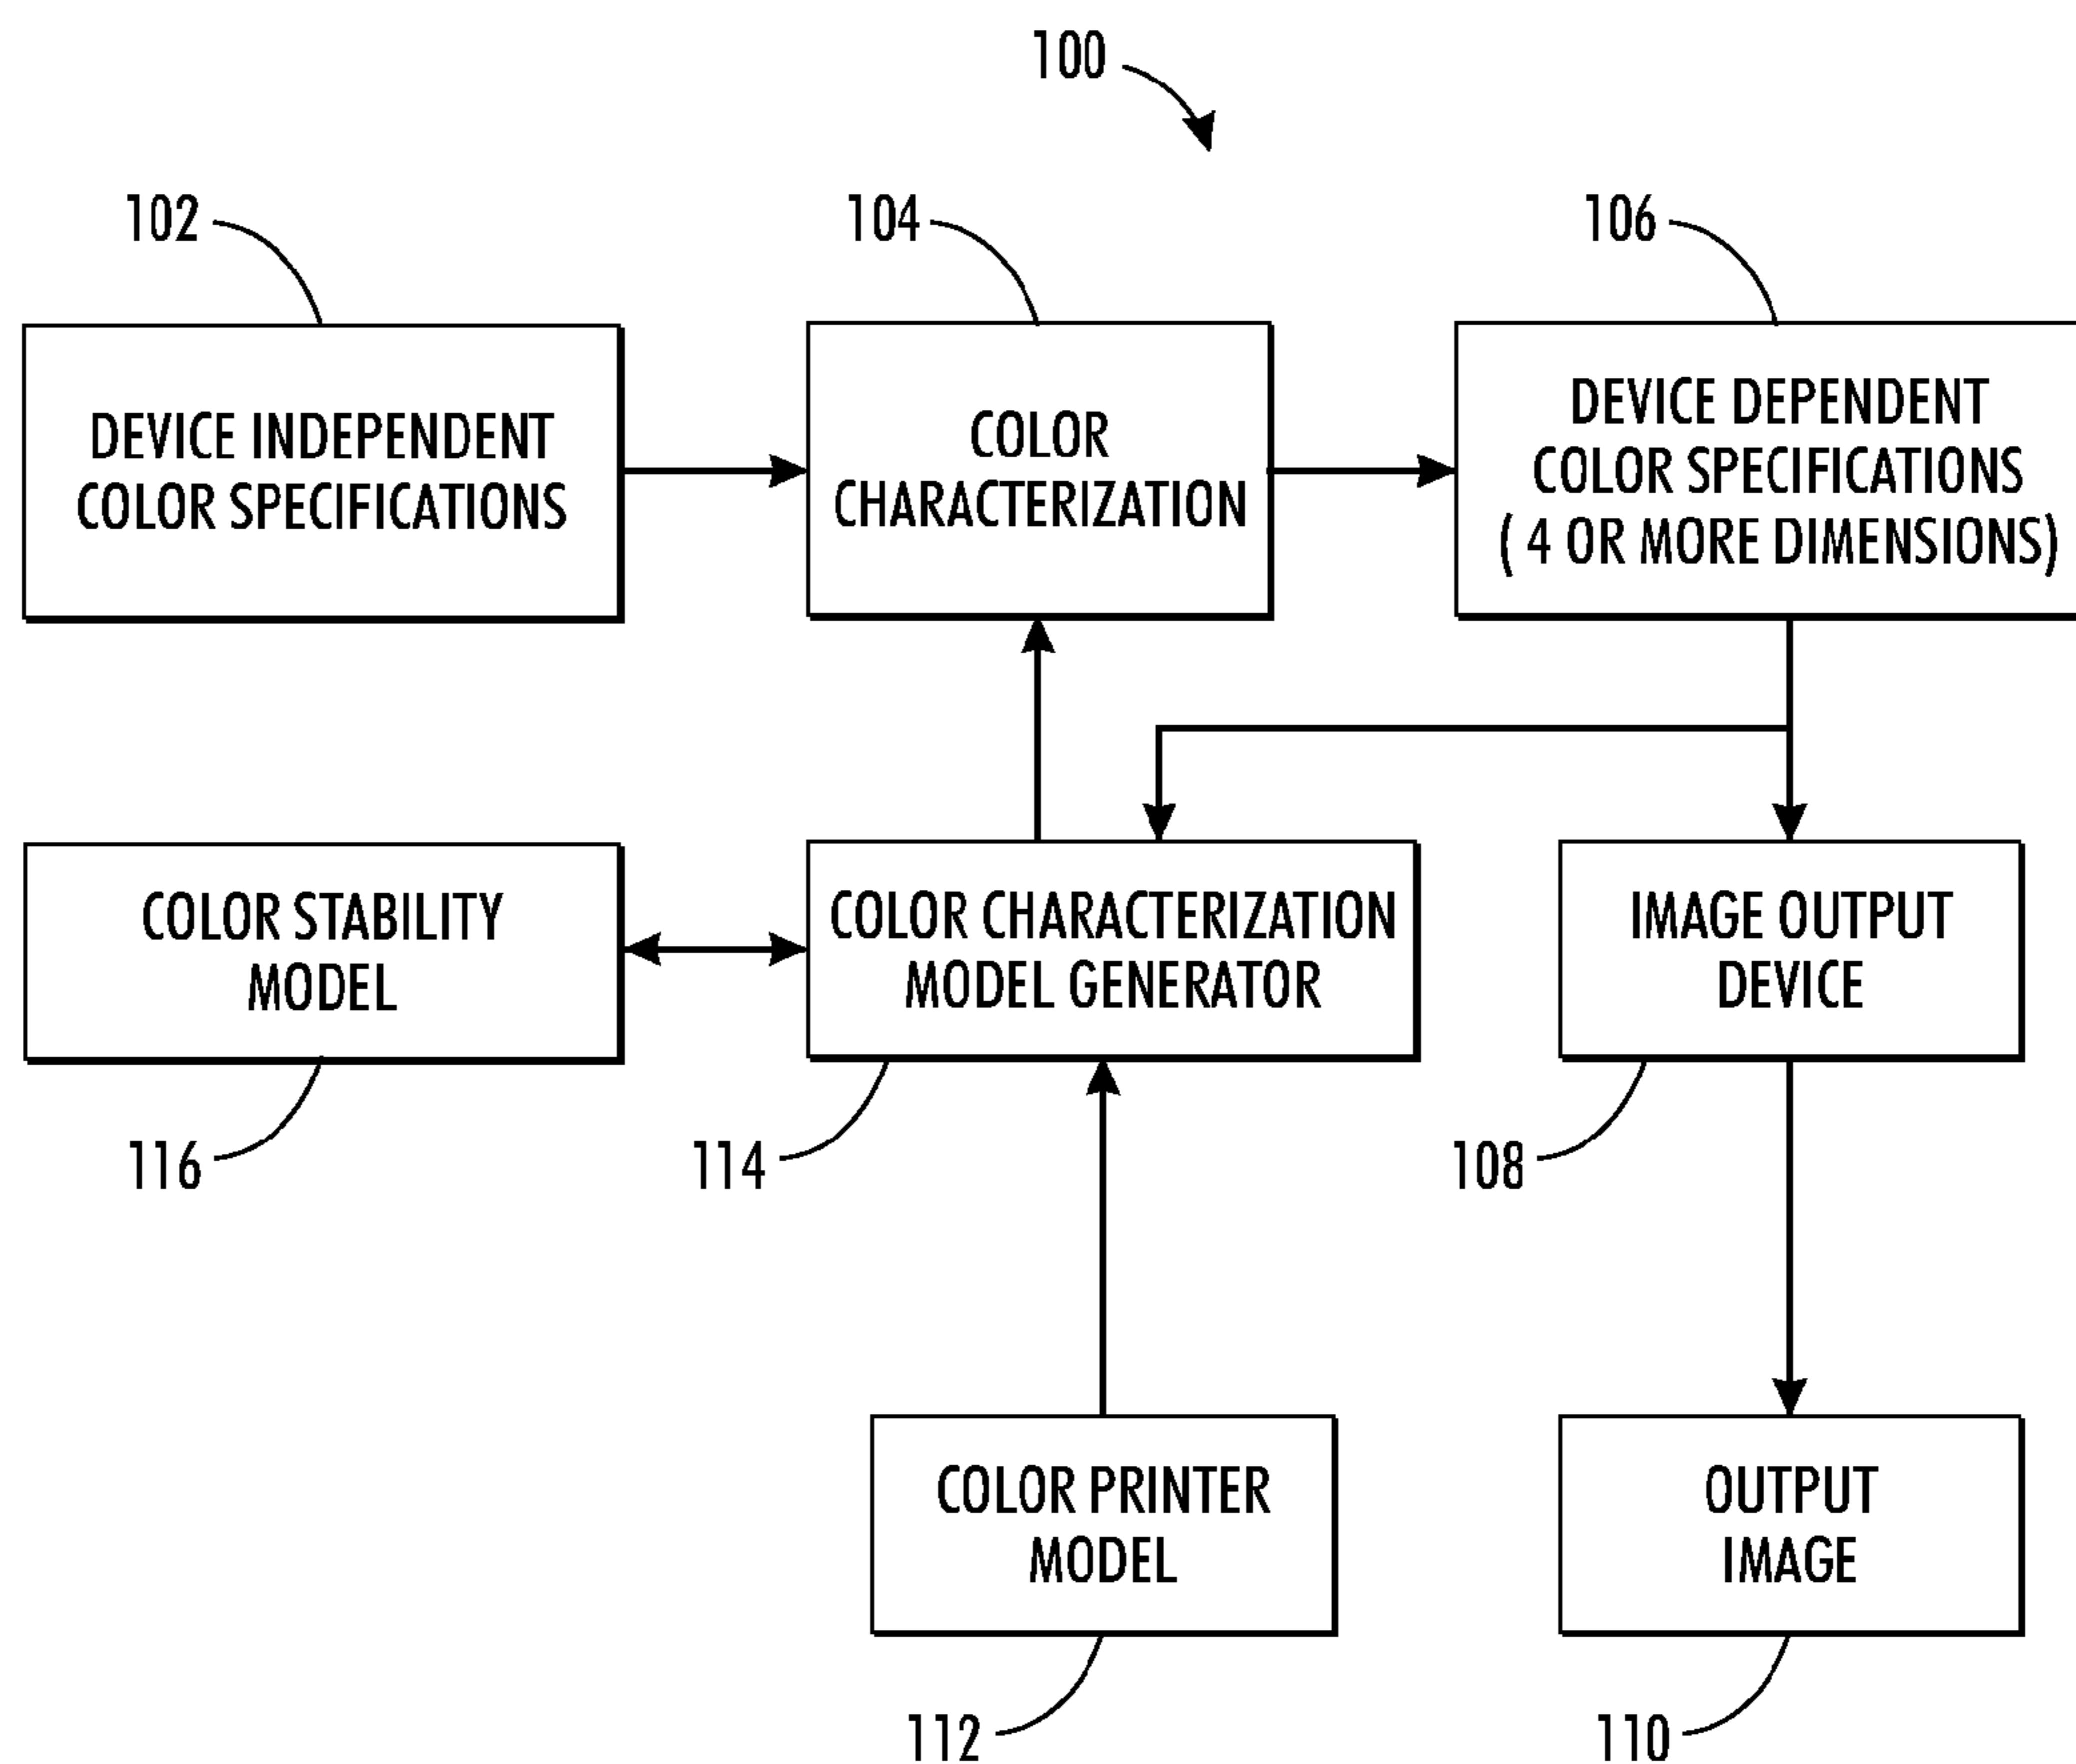 100
102
104
106
DEVICE INDEPENDENT
COLOR SPECIFICATIONS
COLOR
CHARACTERIZATION
DEVICE DEPENDENT
COLOR SPECIFICATIONS
( 4 OR MORE DIMENSIONS)
COLOR STABILITY
MODEL
COLOR CHARACTERIZATION
MODEL GENERATOR
IMAGE OUTPUT
DEVICE
116
114
108
COLOR PRINTER
MODEL
OUTPUT
IMAGE
112
110